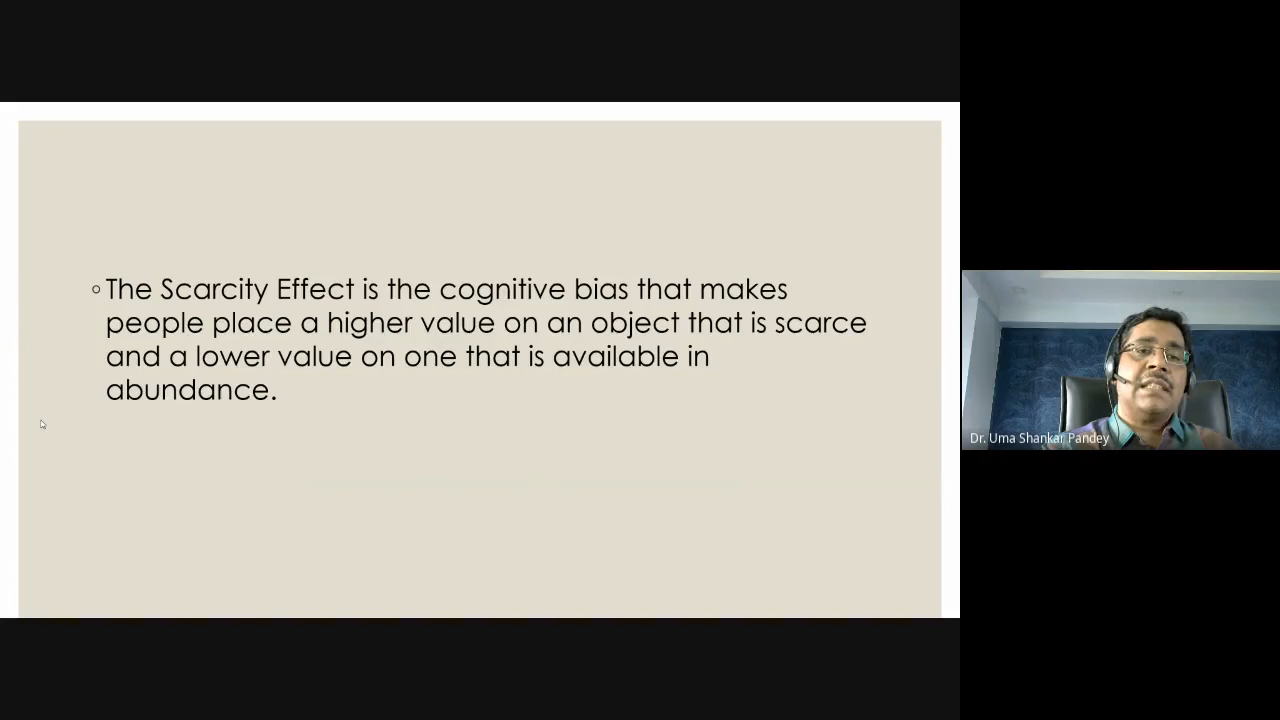 ◦ The Scarcity Effect is the cognitive bias that makes
people place a higher value on an object that is scarce
and a lower value on one that is available in
abundance.
Dr. Uma Shankar Pandey